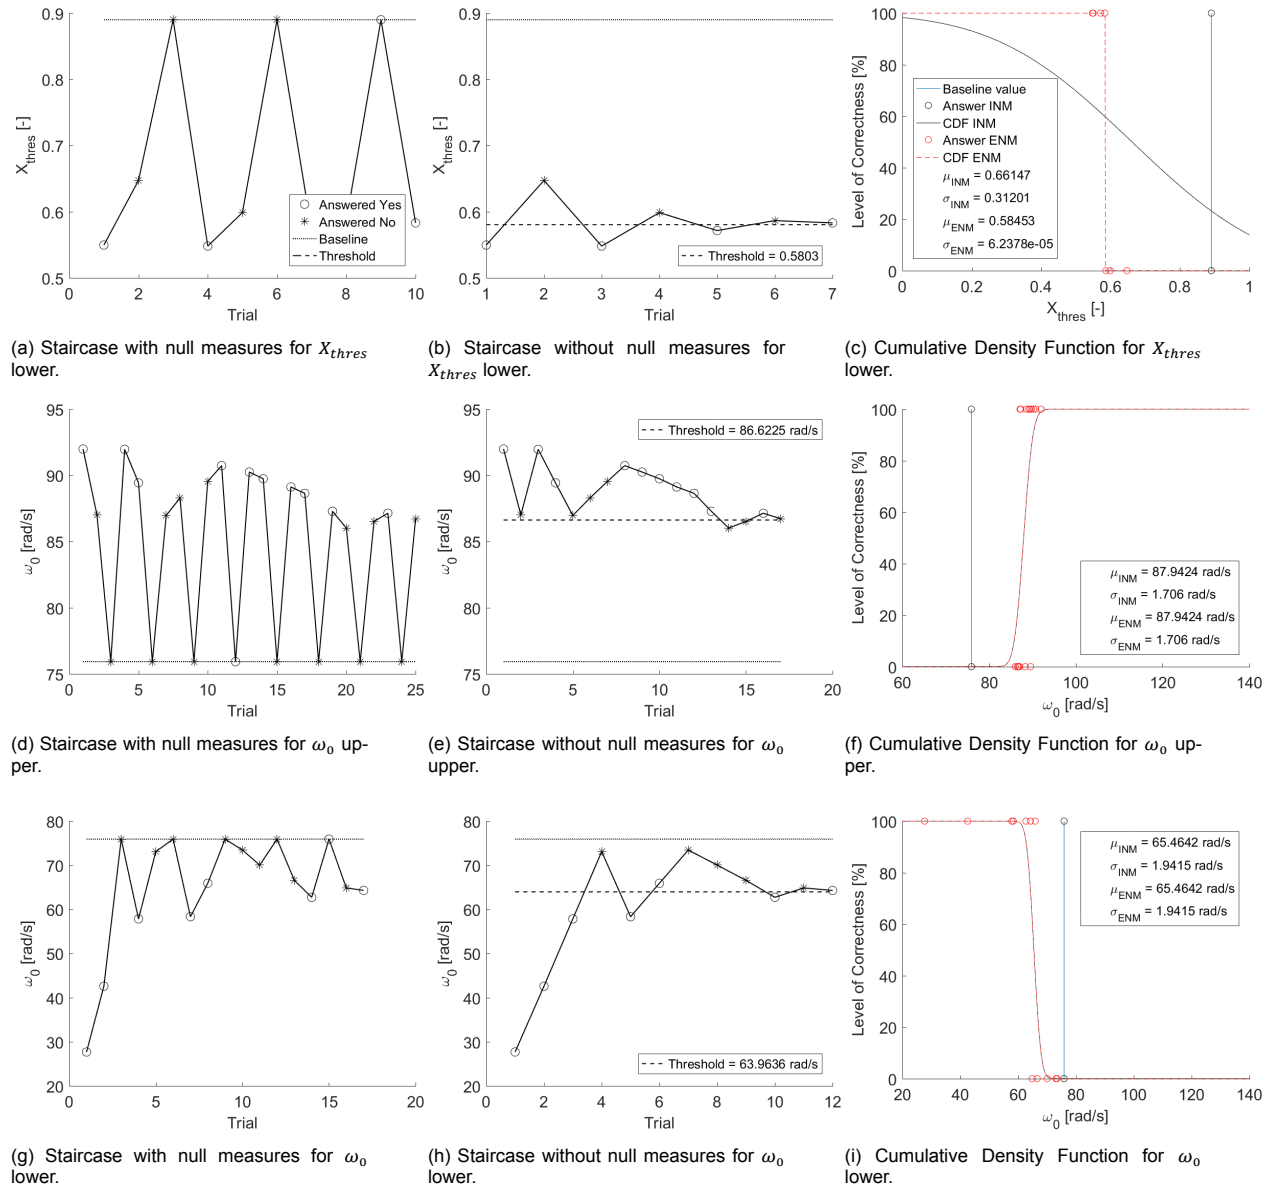 0.9
0.8
0.7
0.6
0.5
X_thres [-]
0 2 4 6 8 10
Trial
Answered Yes
Answered No
Baseline
Threshold
(a) Staircase with null measures for X_thres
lower.
0.9
0.8
0.7
0.6
0.5
X_thres [-]
1 2 3 4 5 6 7
Trial
Threshold = 0.5803
(b) Staircase without null measures for
X_thres lower.
100
80
60
40
20
0
Level of Correctness [%]
0 0.2 0.4 0.6 0.8 1
X_thres [-]
Baseline value
Answer INM
CDF INM
Answer ENM
CDF ENM
μ_INM = 0.66147
σ_INM = 0.31201
μ_ENM = 0.58453
σ_ENM = 6.2378e-05
(c) Cumulative Density Function for X_thres
lower.
95
90
85
80
75
ω_0 [rad/s]
0 5 10 15 20 25
Trial
(d) Staircase with null measures for ω_0 up-
per.
95
90
85
80
75
ω_0 [rad/s]
0 5 10 15 20
Trial
Threshold = 86.6225 rad/s
(e) Staircase without null measures for ω_0
upper.
100
80
60
40
20
0
Level of Correctness [%]
60 80 100 120 140
ω_0 [rad/s]
μ_INM = 87.9424 rad/s
σ_INM = 1.706 rad/s
μ_ENM = 87.9424 rad/s
σ_ENM = 1.706 rad/s
(f) Cumulative Density Function for ω_0 up-
per.
80
70
60
50
40
30
20
ω_0 [rad/s]
0 5 10 15 20
Trial
(g) Staircase with null measures for ω_0
lower.
80
70
60
50
40
30
20
ω_0 [rad/s]
0 2 4 6 8 10 12
Trial
Threshold = 63.9636 rad/s
(h) Staircase without null measures for ω_0
lower.
100
80
60
40
20
0
Level of Correctness [%]
20 40 60 80 100 120 140
ω_0 [rad/s]
μ_INM = 65.4642 rad/s
σ_INM = 1.9415 rad/s
μ_ENM = 65.4642 rad/s
σ_ENM = 1.9415 rad/s
(i) Cumulative Density Function for ω_0
lower.